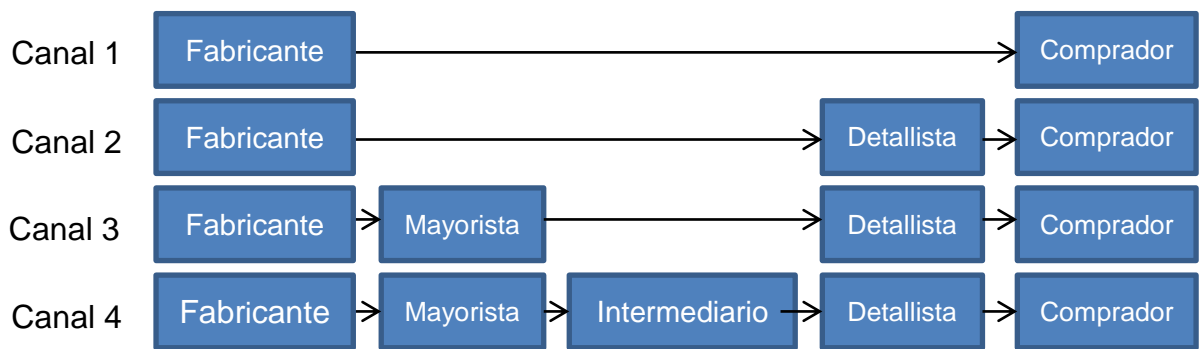 Canal 1 Fabricante Comprador
Canal 2 Fabricante Detallista Comprador
Canal 3 Fabricante Mayorista Detallista Comprador
Canal 4 Fabricante Mayorista Intermediario Detallista Comprador